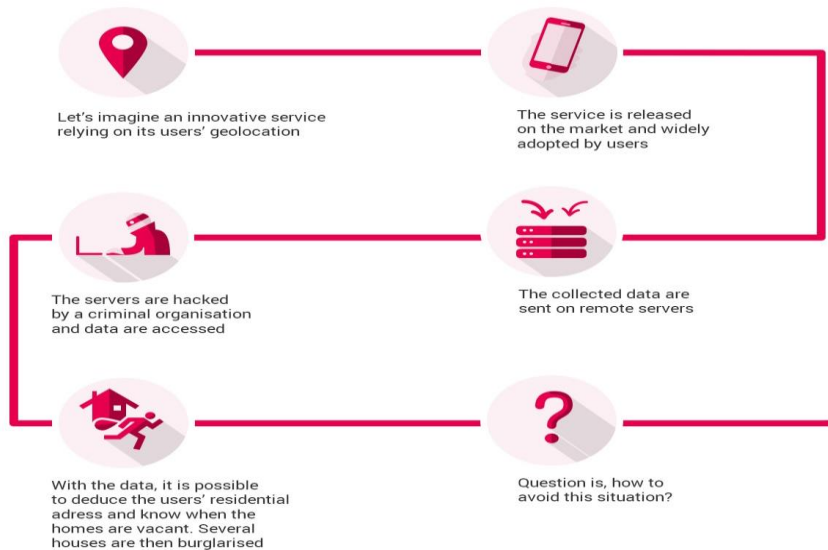 Let's imagine an innovative service
relying on its users' geolocation
The service is released
on the market and widely
adopted by users
The collected data are
sent on remote servers
The servers are hacked
by a criminal organisation
and data are accessed
With the data, it is possible
to deduce the users' residential
adress and know when the
homes are vacant. Several
houses are then burglarised
Question is, how to
avoid this situation?